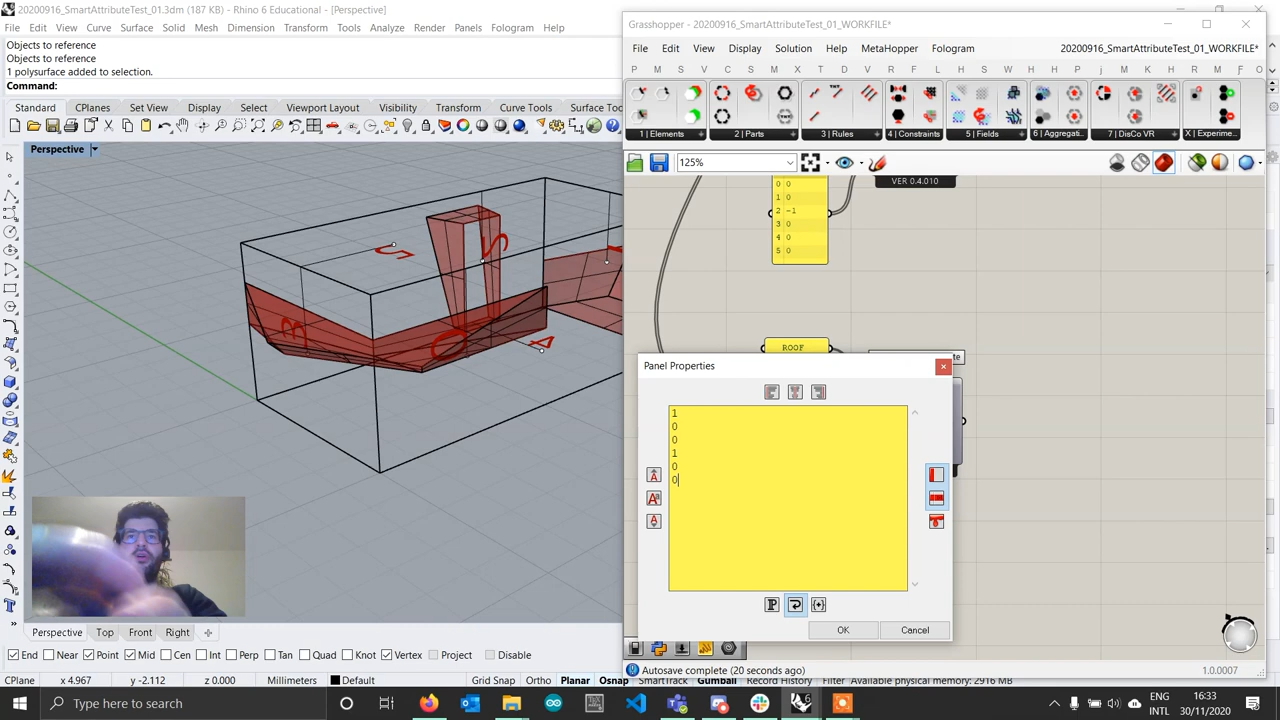 20200916_SmartAttributeTest_01.3dm (187 KB) - Rhino 6 Educational - [Perspective]
File Edit View Curve Surface Solid Mesh Dimension Transform Tools Analyze Render Panels Fologram Help
Objects to reference
Objects to reference
1 polysurface added to selection.
Command:
Standard CPlanes Set View Display Select Viewport Layout Visibility Transform Curve Tools Surface Too
Perspective
5
S
3
0
4
Grasshopper - 20200916_SmartAttributeTest_01_WORKFILE*
File Edit View Display Solution Help MetaHopper Fologram 20200916_SmartAttributeTest_01_WORKFILE*
P M S V C S M X T D V K R F L H S D U M P P j d M Z R X M F
1 | Elements 2 | Parts 3 | Rules 4 | Constraints 5 | Fields 6 | Aggregati... 7 | DisCo VR X | Experime...
125%
VER 0.4.010
0 0
1 0
2 -1
3 0
4 0
5 0
ROOF
te
Panel Properties
1
0
0
1
0
0
OK Cancel
Perspective Top Front Right
End Near Point Mid Cen Int Perp Tan Quad Knot Vertex Project Disable
CPlane x 4.967 y -2.112 z 0.000 Millimeters Default Grid Snap Ortho Planar Osnap SmartTrack Gumball Record History Filter Available physical memory: 2916 MB
Autosave complete (20 seconds ago) 1.0.0007
Type here to search
ENG
INTL
16:33
30/11/2020